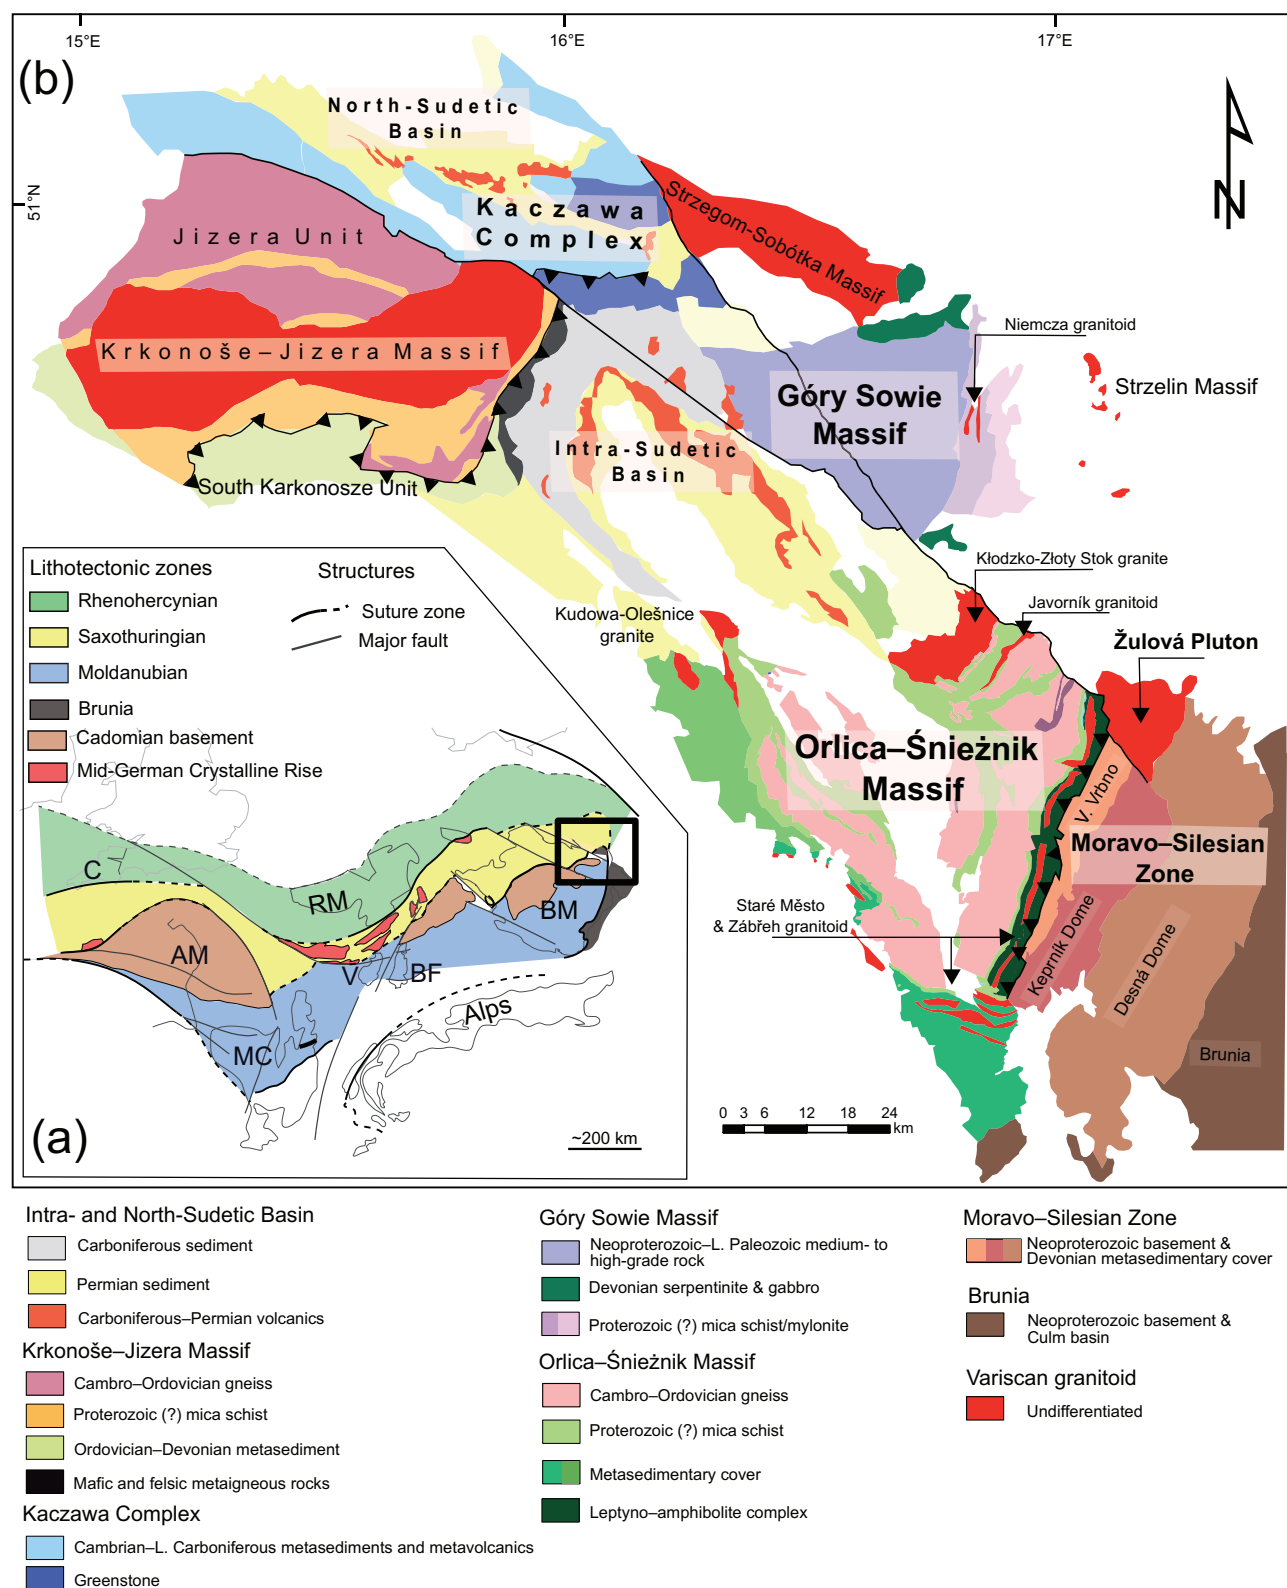 15°E
16°E
17°E
(b)
51°N
North-Sudetic
Basin
Kaczawa
Complex
Jizera Unit
Strzegom-Sobótka Massif
N
Niemcza granitoid
Krkonoše–Jizera Massif
Strzelin Massif
Góry Sowie
Massif
Intra-Sudetic
Basin
South Karkonosze Unit
Kłodzko-Złoty Stok granite
Javorník granitoid
Kudowa-Olešnice
granite
Žulová Pluton
Orlica–Śnieżnik
Massif
V. Vrbno
Moravo–Silesian
Zone
Staré Město
& Zábřeh granitoid
Keprník Dome
Desná Dome
Brunia
0 3 6 12 18 24
km
Lithotectonic zones
Rhenohercynian
Saxothuringian
Moldanubian
Brunia
Cadomian basement
Mid-German Crystalline Rise
Structures
Suture zone
Major fault
C
RM
AM
V
BF
BM
MC
Alps
(a)
~200 km
Intra- and North-Sudetic Basin
Carboniferous sediment
Permian sediment
Carboniferous–Permian volcanics
Krkonoše–Jizera Massif
Cambro–Ordovician gneiss
Proterozoic (?) mica schist
Ordovician–Devonian metasediment
Mafic and felsic metaigneous rocks
Kaczawa Complex
Cambrian–L. Carboniferous metasediments and metavolcanics
Greenstone
Góry Sowie Massif
Neoproterozoic–L. Paleozoic medium- to
high-grade rock
Devonian serpentinite & gabbro
Proterozoic (?) mica schist/mylonite
Orlica–Śnieżnik Massif
Cambro–Ordovician gneiss
Proterozoic (?) mica schist
Metasedimentary cover
Leptyno–amphibolite complex
Moravo–Silesian Zone
Neoproterozoic basement &
Devonian metasedimentary cover
Brunia
Neoproterozoic basement &
Culm basin
Variscan granitoid
Undifferentiated